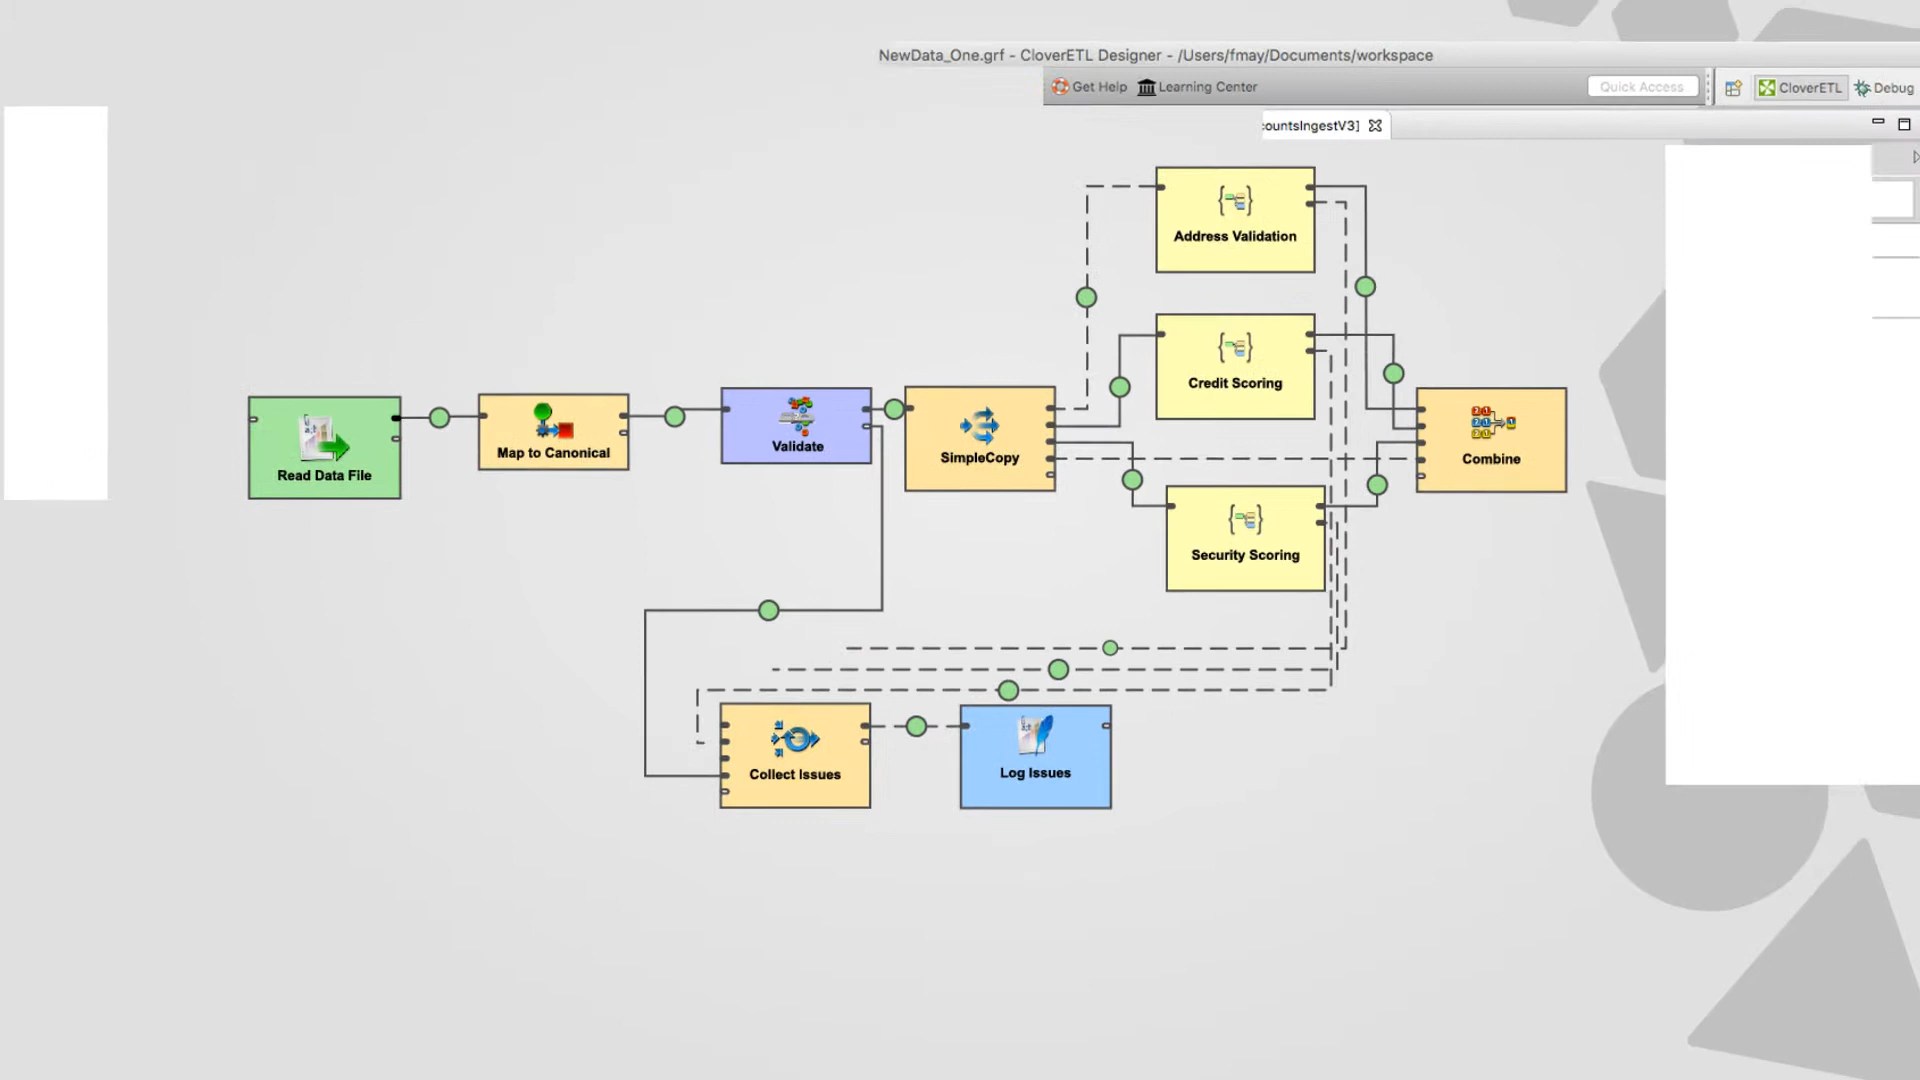 NewData_One.grf - CloverETL Designer - /Users/fmay/Documents/workspace
Get Help Learning Center Quick Access CloverETL Debug
ountsIngestV3]
Address Validation
Credit Scoring
Read Data File
Map to Canonical
Validate
SimpleCopy
Combine
Security Scoring
Collect Issues
Log Issues